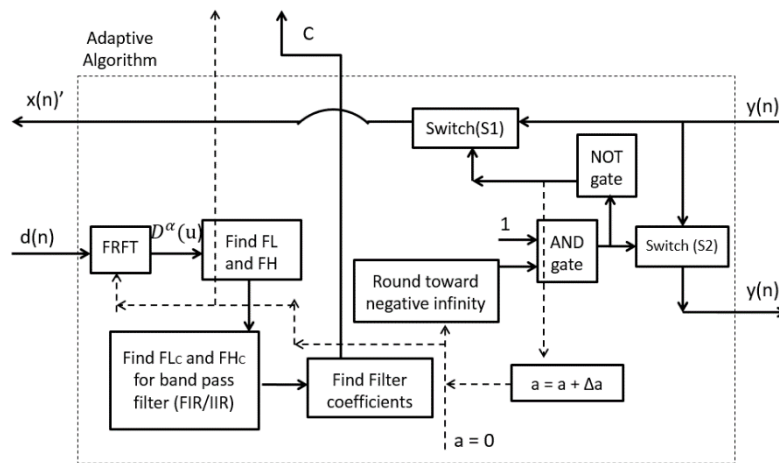 Adaptive
Algorithm
C
x(n)'
Switch(S1)
y(n)
NOT
gate
d(n)
FRFT
D^α(u)
Find FL
and FH
1
AND
gate
Switch (S2)
Round toward
negative infinity
y(n)
Find FLC and FHC
for band pass
filter (FIR/IIR)
Find Filter
coefficients
a = a + Δa
a = 0